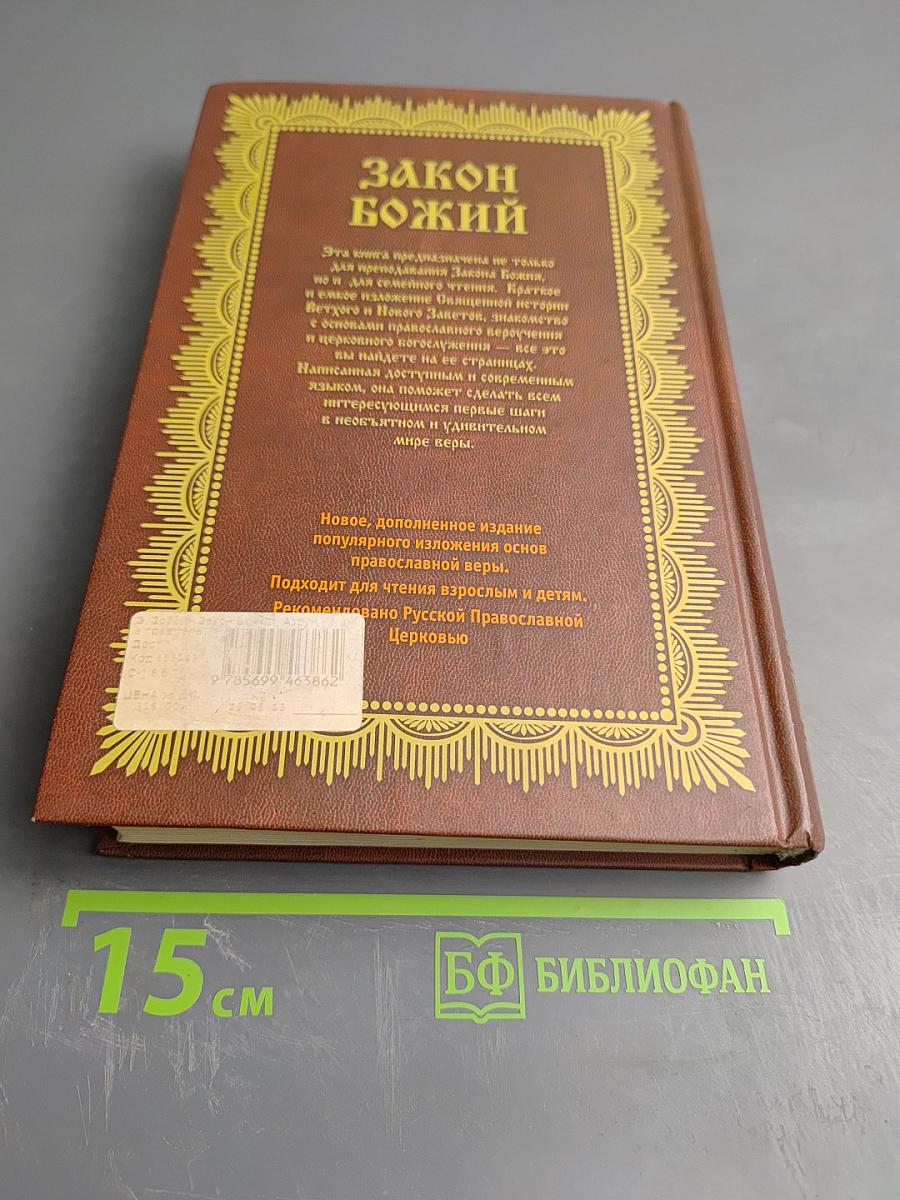 ЗАКОН
БОЖИЙ
Эта книга предназначена не только
для преподавания Закона Божия,
но и для семейного чтения. Краткое
и емкое изложение Священной истории
Ветхого и Нового Заветов, знакомство
с основами православного вероучения
и церковного богослужения — все это
вы найдете на ее страницах.
Написанная доступным и современным
языком, она поможет сделать всем
интересующимся первые шаги
в необъятном и удивительном
мире веры.
Новое, дополненное издание
популярного изложения основ
православной веры.
Подходит для чтения взрослым и детям.
Рекомендовано Русской Православной
Церковью
9 785699 463862
15 см
БФ БИБЛИОФАН